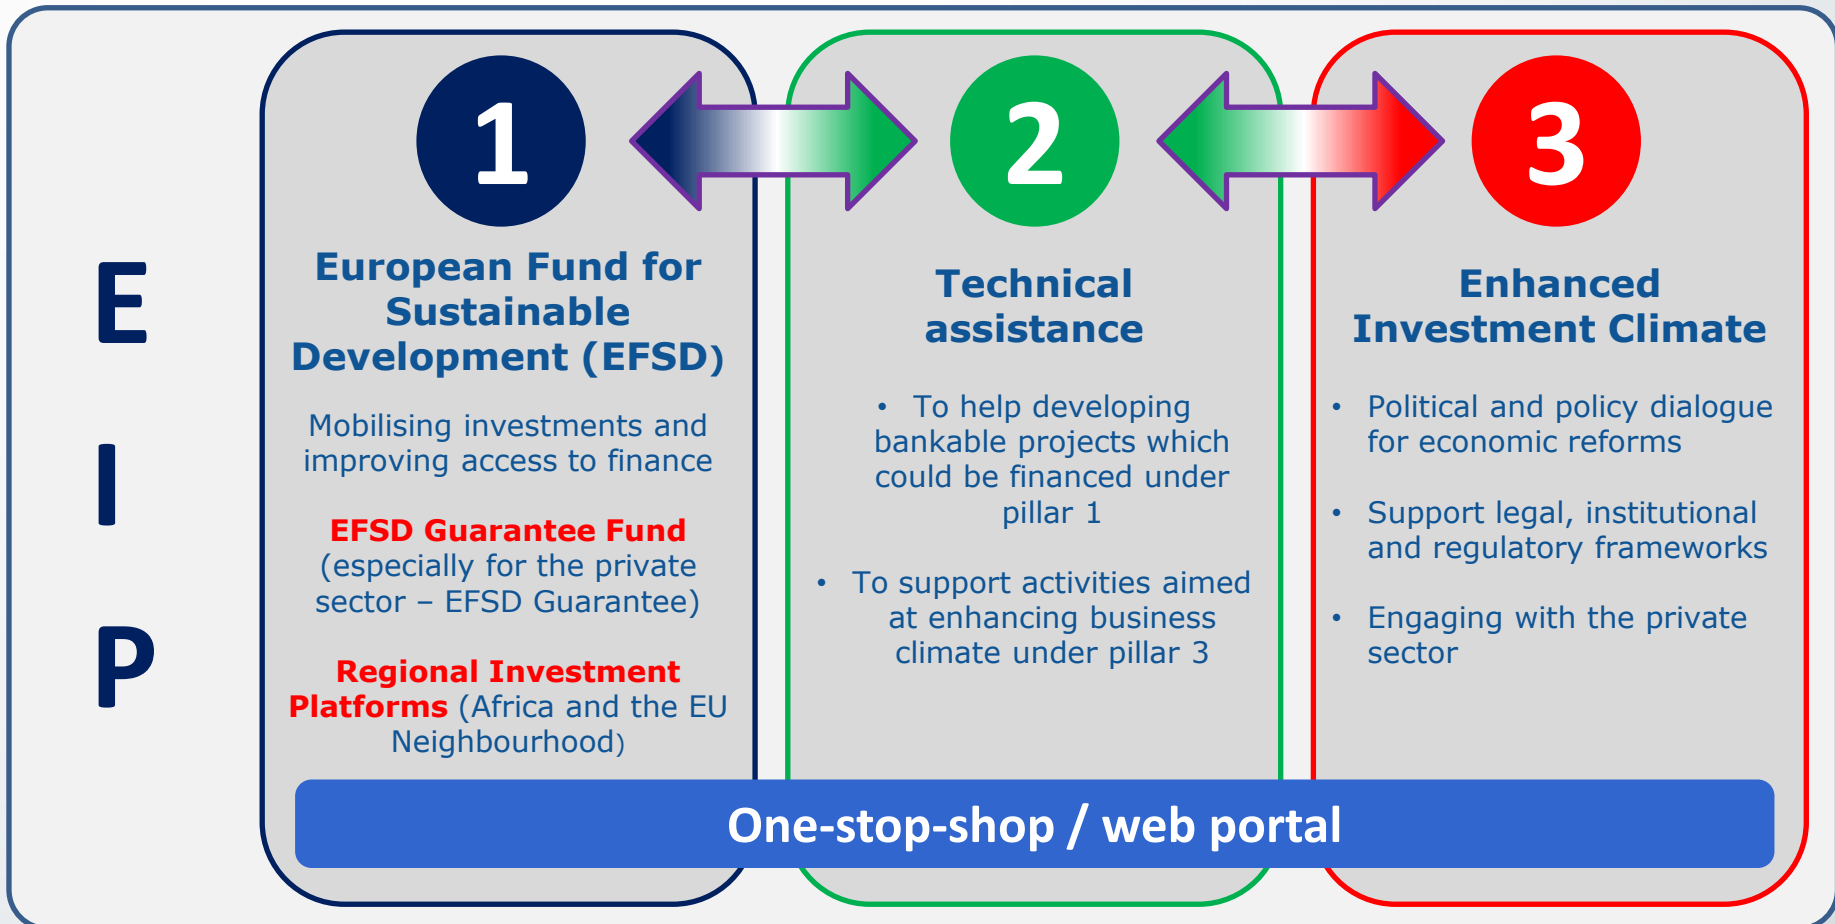 E
I
P
1
European Fund for
Sustainable
Development (EFSD)
Mobilising investments and
improving access to finance
EFSD Guarantee Fund
(especially for the private
sector – EFSD Guarantee)
Regional Investment
Platforms (Africa and the EU
Neighbourhood)
2
Technical
assistance
• To help developing
bankable projects which
could be financed under
pillar 1
• To support activities aimed
at enhancing business
climate under pillar 3
3
Enhanced
Investment Climate
• Political and policy dialogue
for economic reforms
• Support legal, institutional
and regulatory frameworks
• Engaging with the private
sector
One-stop-shop / web portal